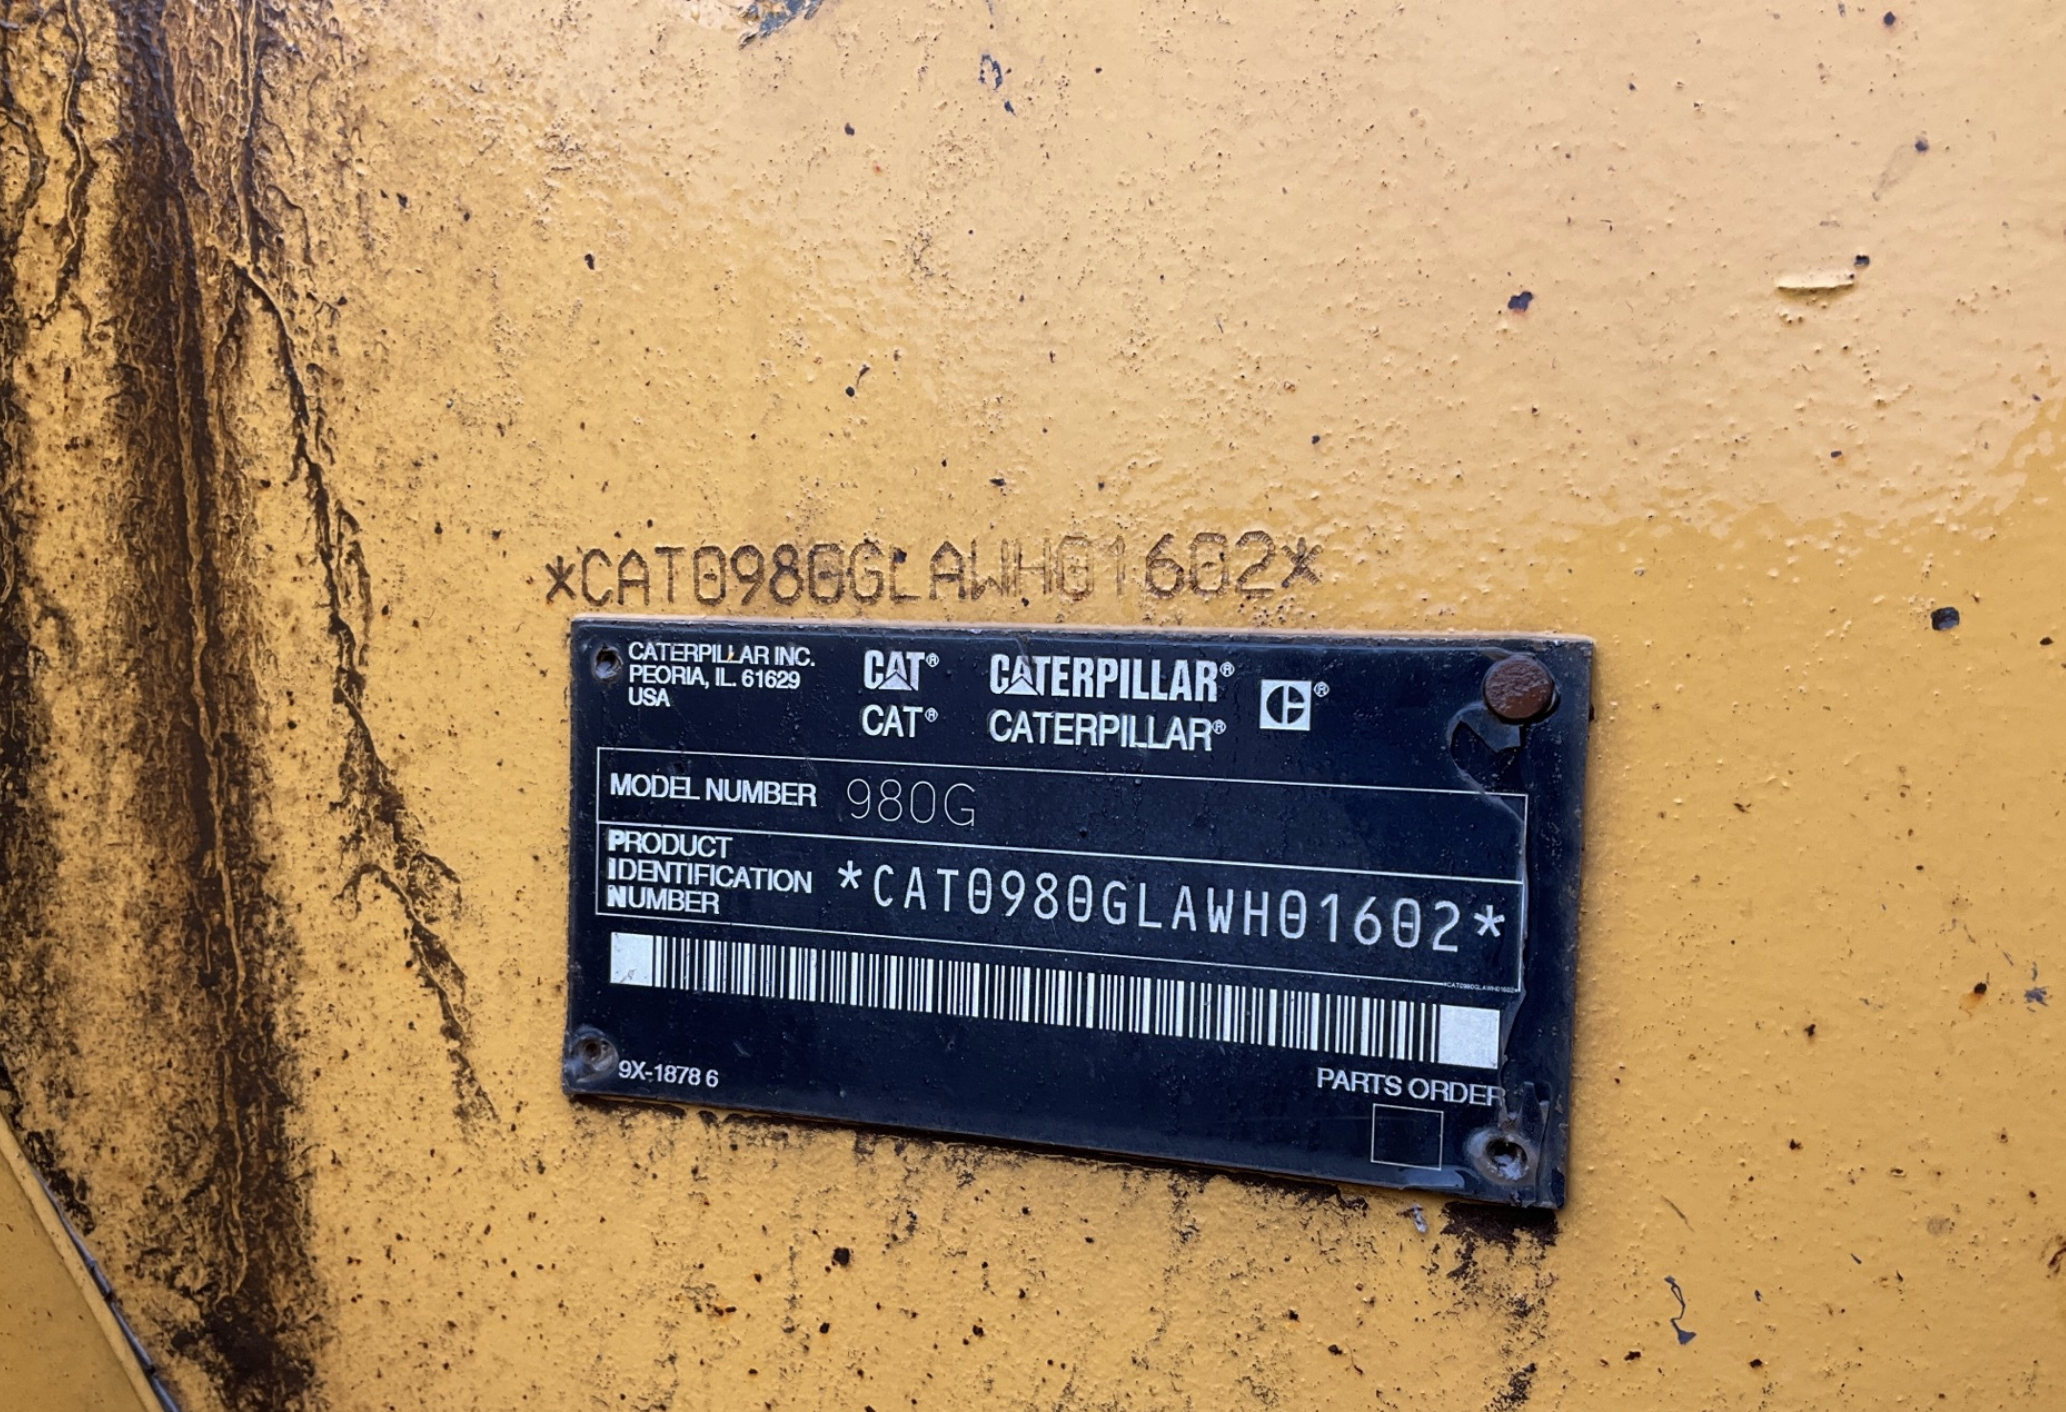 *CAT0980GLAWH01602*
CATERPILLAR INC.
PEORIA, IL. 61629
USA
CAT® CATERPILLAR® ®
CAT® CATERPILLAR®
MODEL NUMBER 980G
PRODUCT
IDENTIFICATION
NUMBER
*CAT0980GLAWH01602*
*CAT0980GLAWH01602*
9X-1878 6
PARTS ORDER